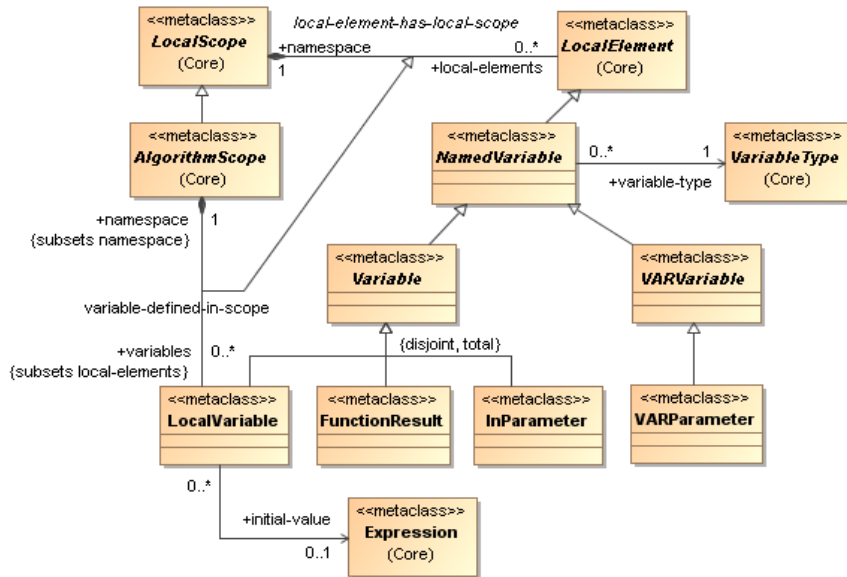 <<metaclass>>
LocalScope
(Core)
local-element-has-local-scope
+namespace
1
0..*
+local-elements
<<metaclass>>
LocalElement
(Core)
<<metaclass>>
AlgorithmScope
(Core)
<<metaclass>>
NamedVariable
0..*
1
+variable-type
<<metaclass>>
VariableType
(Core)
+namespace
1
{subsets namespace}
<<metaclass>>
Variable
<<metaclass>>
VARVariable
variable-defined-in-scope
+variables
0..*
{subsets local-elements}
{disjoint, total}
<<metaclass>>
LocalVariable
<<metaclass>>
FunctionResult
<<metaclass>>
InParameter
<<metaclass>>
VARParameter
0..*
+initial-value
0..1
<<metaclass>>
Expression
(Core)